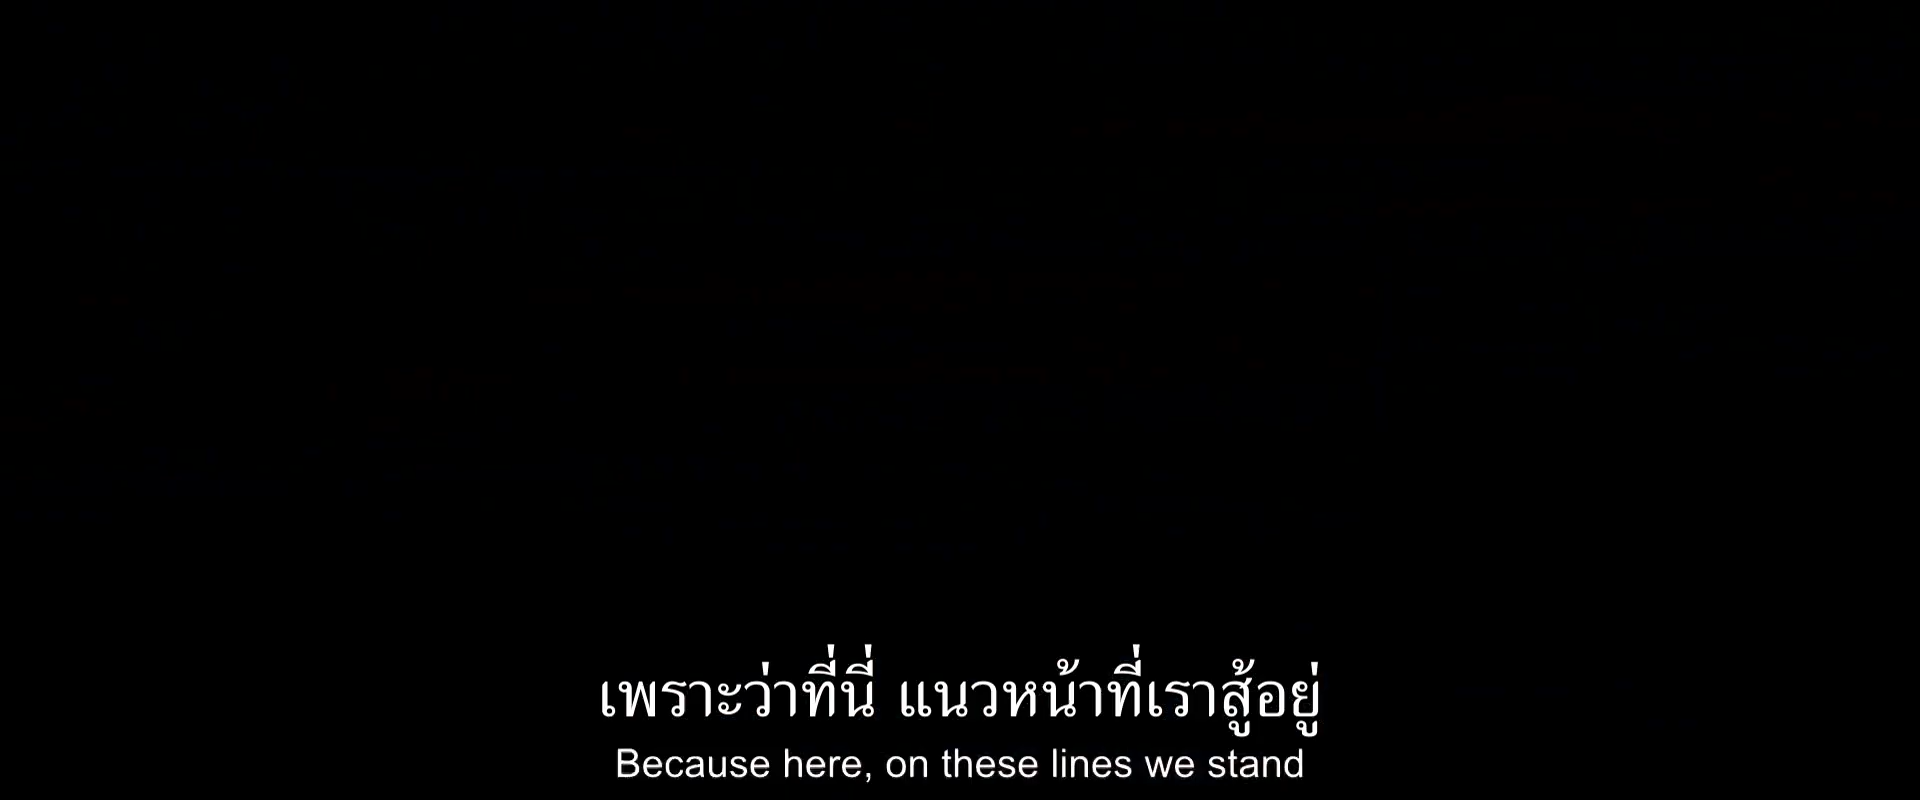 เพราะว่าที่นี่ แนวหน้าที่เราสู้อยู่
Because here, on these lines we stand